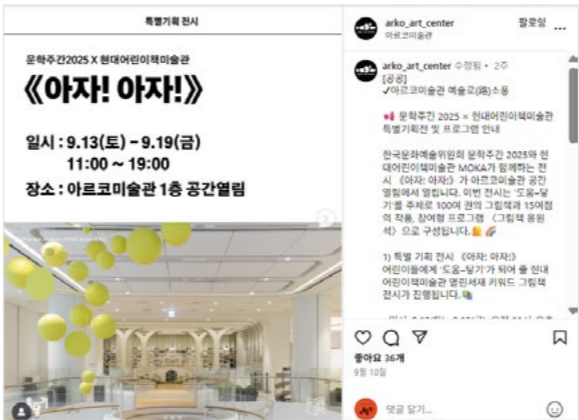 특별기획 전시
문학주간2025 X 현대어린이책미술관
《아자! 아자!》
일시 : 9.13(토) – 9.19(금)
11:00 ~ 19:00
장소 : 아르코미술관 1층 공간열림
arko_art_center
아르코미술관
팔로잉
...
arko_art_center 수정됨 • 2주
[공공]
✓아르코미술관 예술로(路)소풍
📢 문학주간 2025 × 현대어린이책미술관
특별기획전 및 프로그램 안내
한국문화예술위원회 문학주간 2025와 현
대어린이책미술관 MOKA가 함께하는 전
시 《아자! 아자!》가 아르코미술관 공간
열림에서 열립니다. 이번 전시는 '도움–닿
기'를 주제로 100여 권의 그림책과 15여점
의 작품, 참여형 프로그램 〈그림책 응원
석〉으로 구성됩니다.🙋🌈
1) 특별 기획 전시 《아자! 아자!》
어린이들에게 '도움–닿기'가 되어 줄 현대
어린이책미술관 열린서재 키워드 그림책
전시가 진행됩니다.📚
좋아요 36개
9월 10일
댓글 달기...